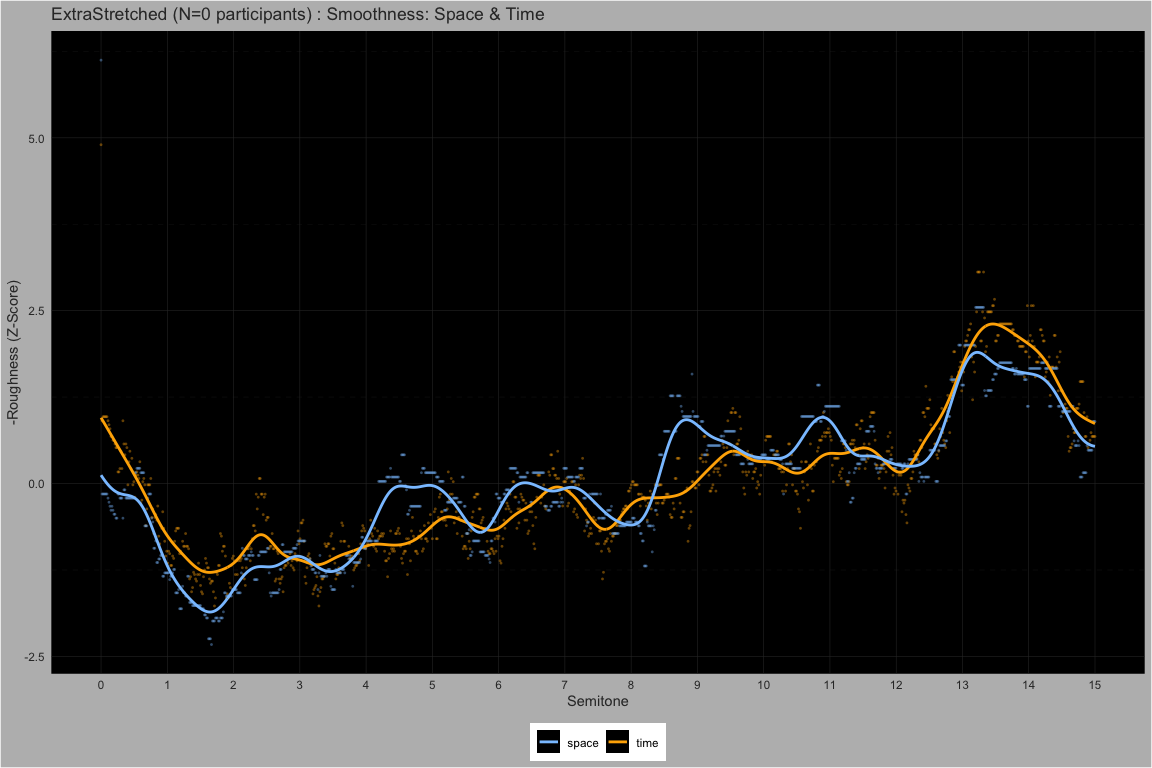 ExtraStretched (N=0 participants) : Smoothness: Space & Time
-Roughness (Z-Score)
5.0
2.5
0.0
-2.5
0 1 2 3 4 5 6 7 8 9 10 11 12 13 14 15
Semitone
space time